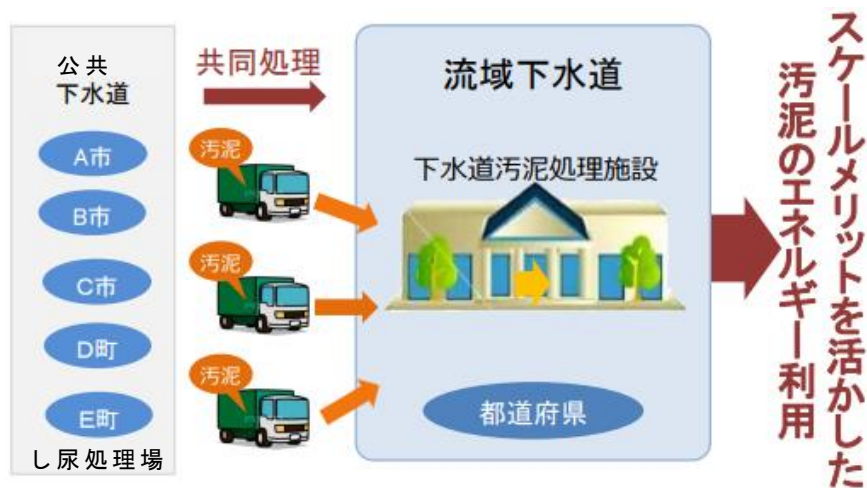 公共
下水道
A市
B市
C市
D町
E町
し尿処理場
共同処理
汚泥
汚泥
汚泥
流域下水道
下水道汚泥処理施設
都道府県
スケールメリットを活かした
汚泥のエネルギー利用